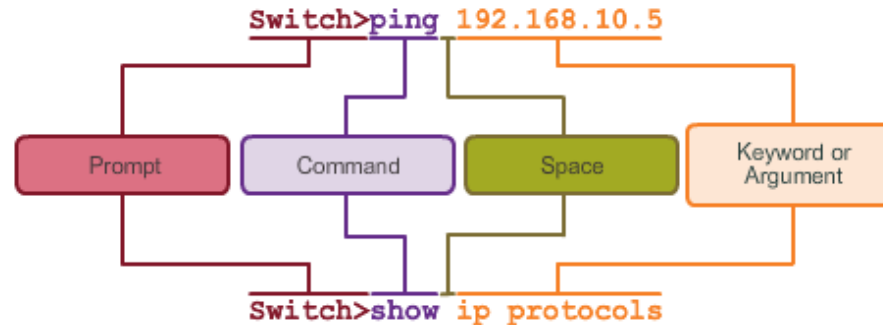 Switch>ping 192.168.10.5
Prompt
Command
Space
Keyword or
Argument
Switch>show ip protocols